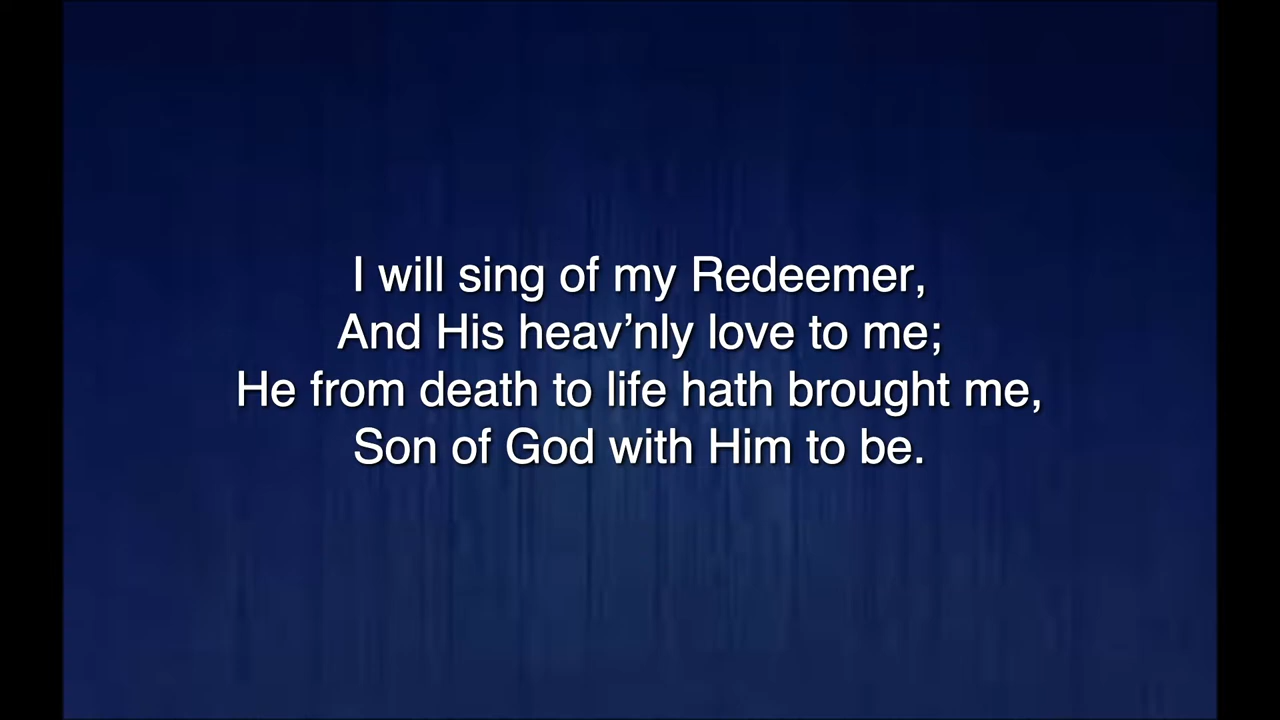 I will sing of my Redeemer,
And His heav’nly love to me;
He from death to life hath brought me,
Son of God with Him to be.